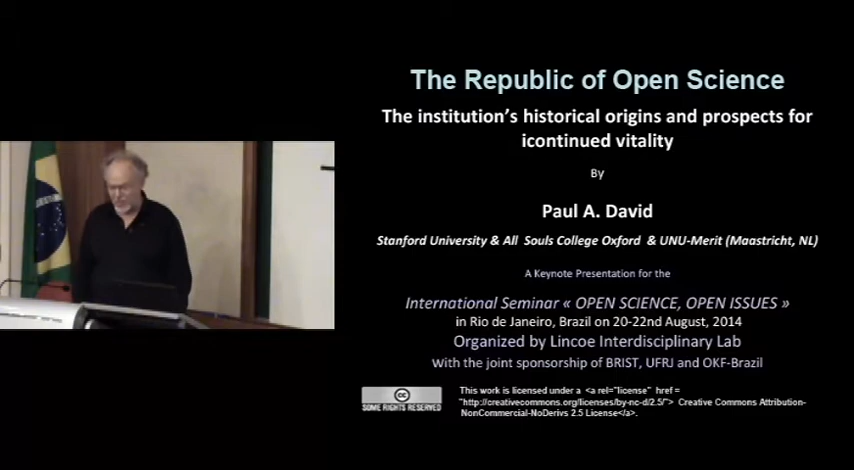 The Republic of Open Science
The institution's historical origins and prospects for
icontinued vitality
By
Paul A. David
Stanford University & All Souls College Oxford & UNU-Merit (Maastricht, NL)
A Keynote Presentation for the
International Seminar « OPEN SCIENCE, OPEN ISSUES »
in Rio de Janeiro, Brazil on 20-22nd August, 2014
Organized by Lincoe Interdisciplinary Lab
With the joint sponsorship of BRIST, UFRJ and OKF-Brazil
cc
SOME RIGHTS RESERVED
This work is licensed under a <a rel="license" href =
"http://creativecommons.org/licenses/by-nc-d/2.5/"> Creative Commons Attribution-
NonCommercial-NoDerivs 2.5 License</a>.